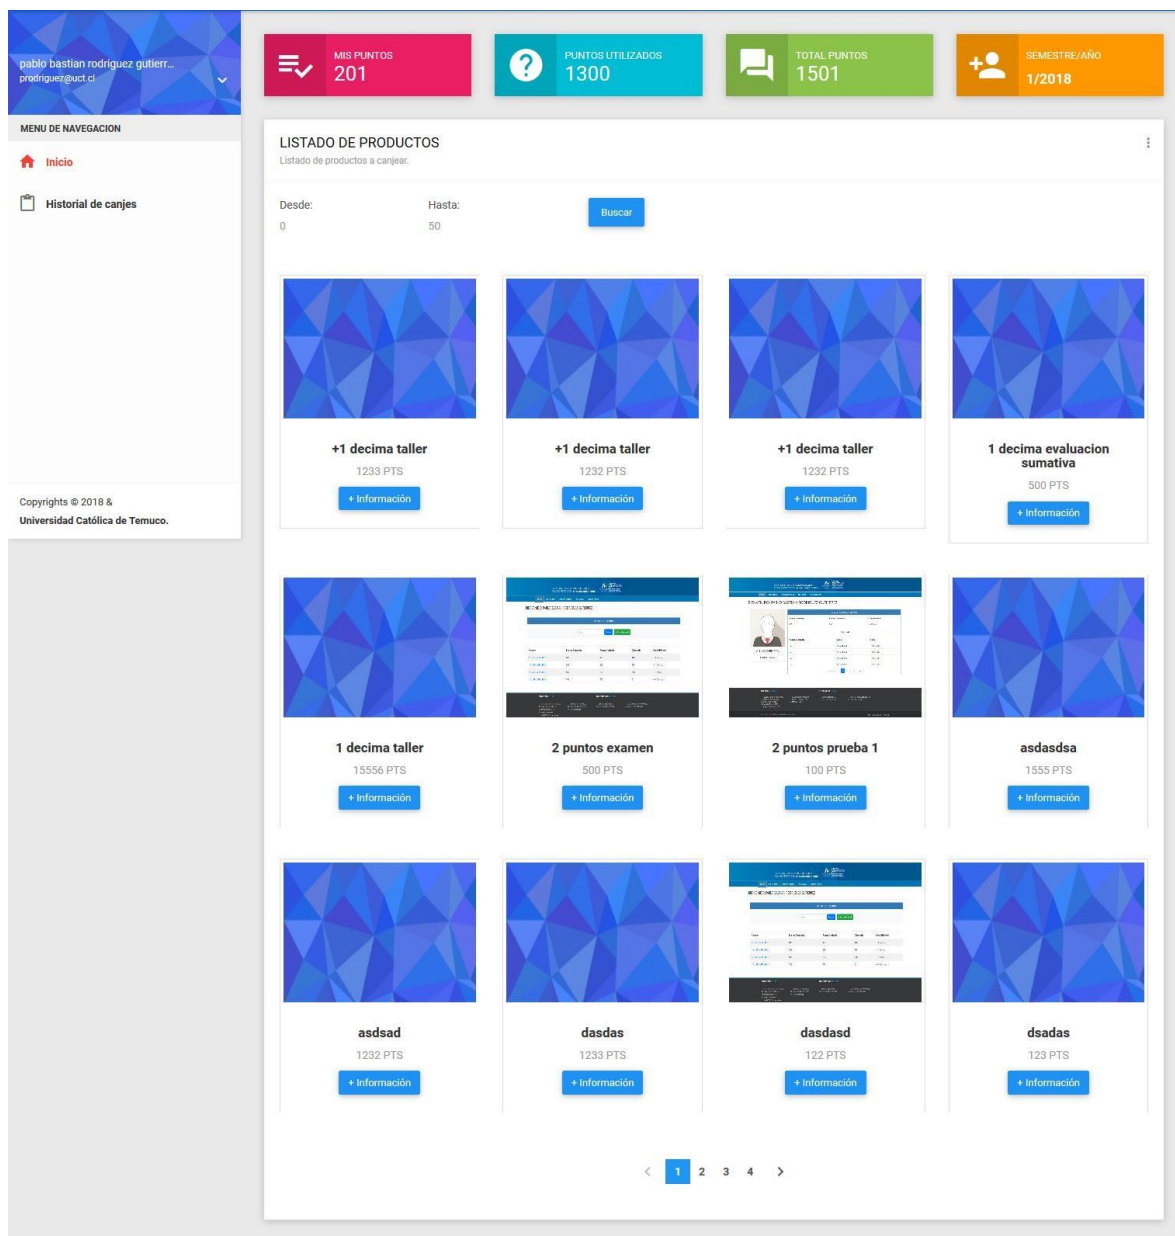 pablo bastian rodriguez gutierr...
prodriguez@uct.cl
MENU DE NAVEGACION
Inicio
Historial de canjes
Copyrights © 2018 &
Universidad Católica de Temuco.
MIS PUNTOS
201
PUNTOS UTILIZADOS
1300
TOTAL PUNTOS
1501
SEMESTRE/AÑO
1/2018
LISTADO DE PRODUCTOS
Listado de productos a canjear.
Desde: Hasta:
0 50
Buscar
+1 decima taller
1233 PTS
+ Información
+1 decima taller
1232 PTS
+ Información
+1 decima taller
1232 PTS
+ Información
1 decima evaluacion
sumativa
500 PTS
+ Información
1 decima taller
15556 PTS
+ Información
2 puntos examen
500 PTS
+ Información
2 puntos prueba 1
100 PTS
+ Información
asdasdsa
1555 PTS
+ Información
asdsad
1232 PTS
+ Información
dasdas
1233 PTS
+ Información
dasdasd
122 PTS
+ Información
dsadas
123 PTS
+ Información
< 1 2 3 4 >